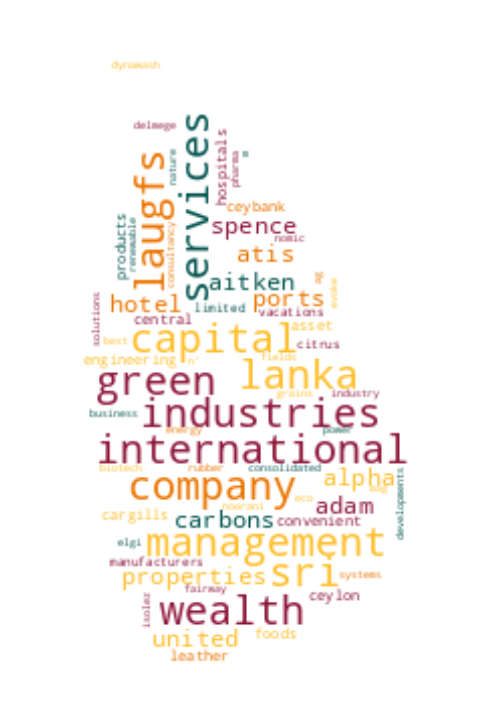 dynawash
delmege
services
laugfs
hospitals
nature
pharma
ceybank
products
renewable
consultancy
spence
nomic
atis
aitken
ag
evoke
hotel
limited
ports
vacations
solutions
central
asset
best
capital
citrus
engineering
n'
fields
green
lanka
grains
industry
business
industries
energy
power
international
biotech
rubber
consolidated
company
alpha
developments
noorani
eco
adam
cargills
carbons
convenient
elgi
management
manufacturers
properties
sri
systems
fairway
isolez
wealth
ceylon
united
foods
leather